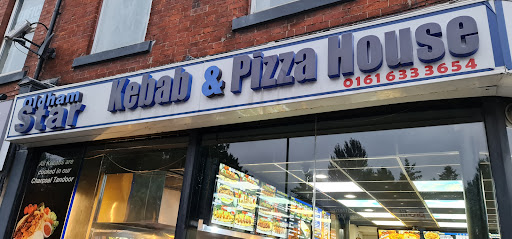 Oldham
Star
Kebab & Pizza House
0161 633 3654
All Kebabs are
cooked in our
Charcoal Tandoor